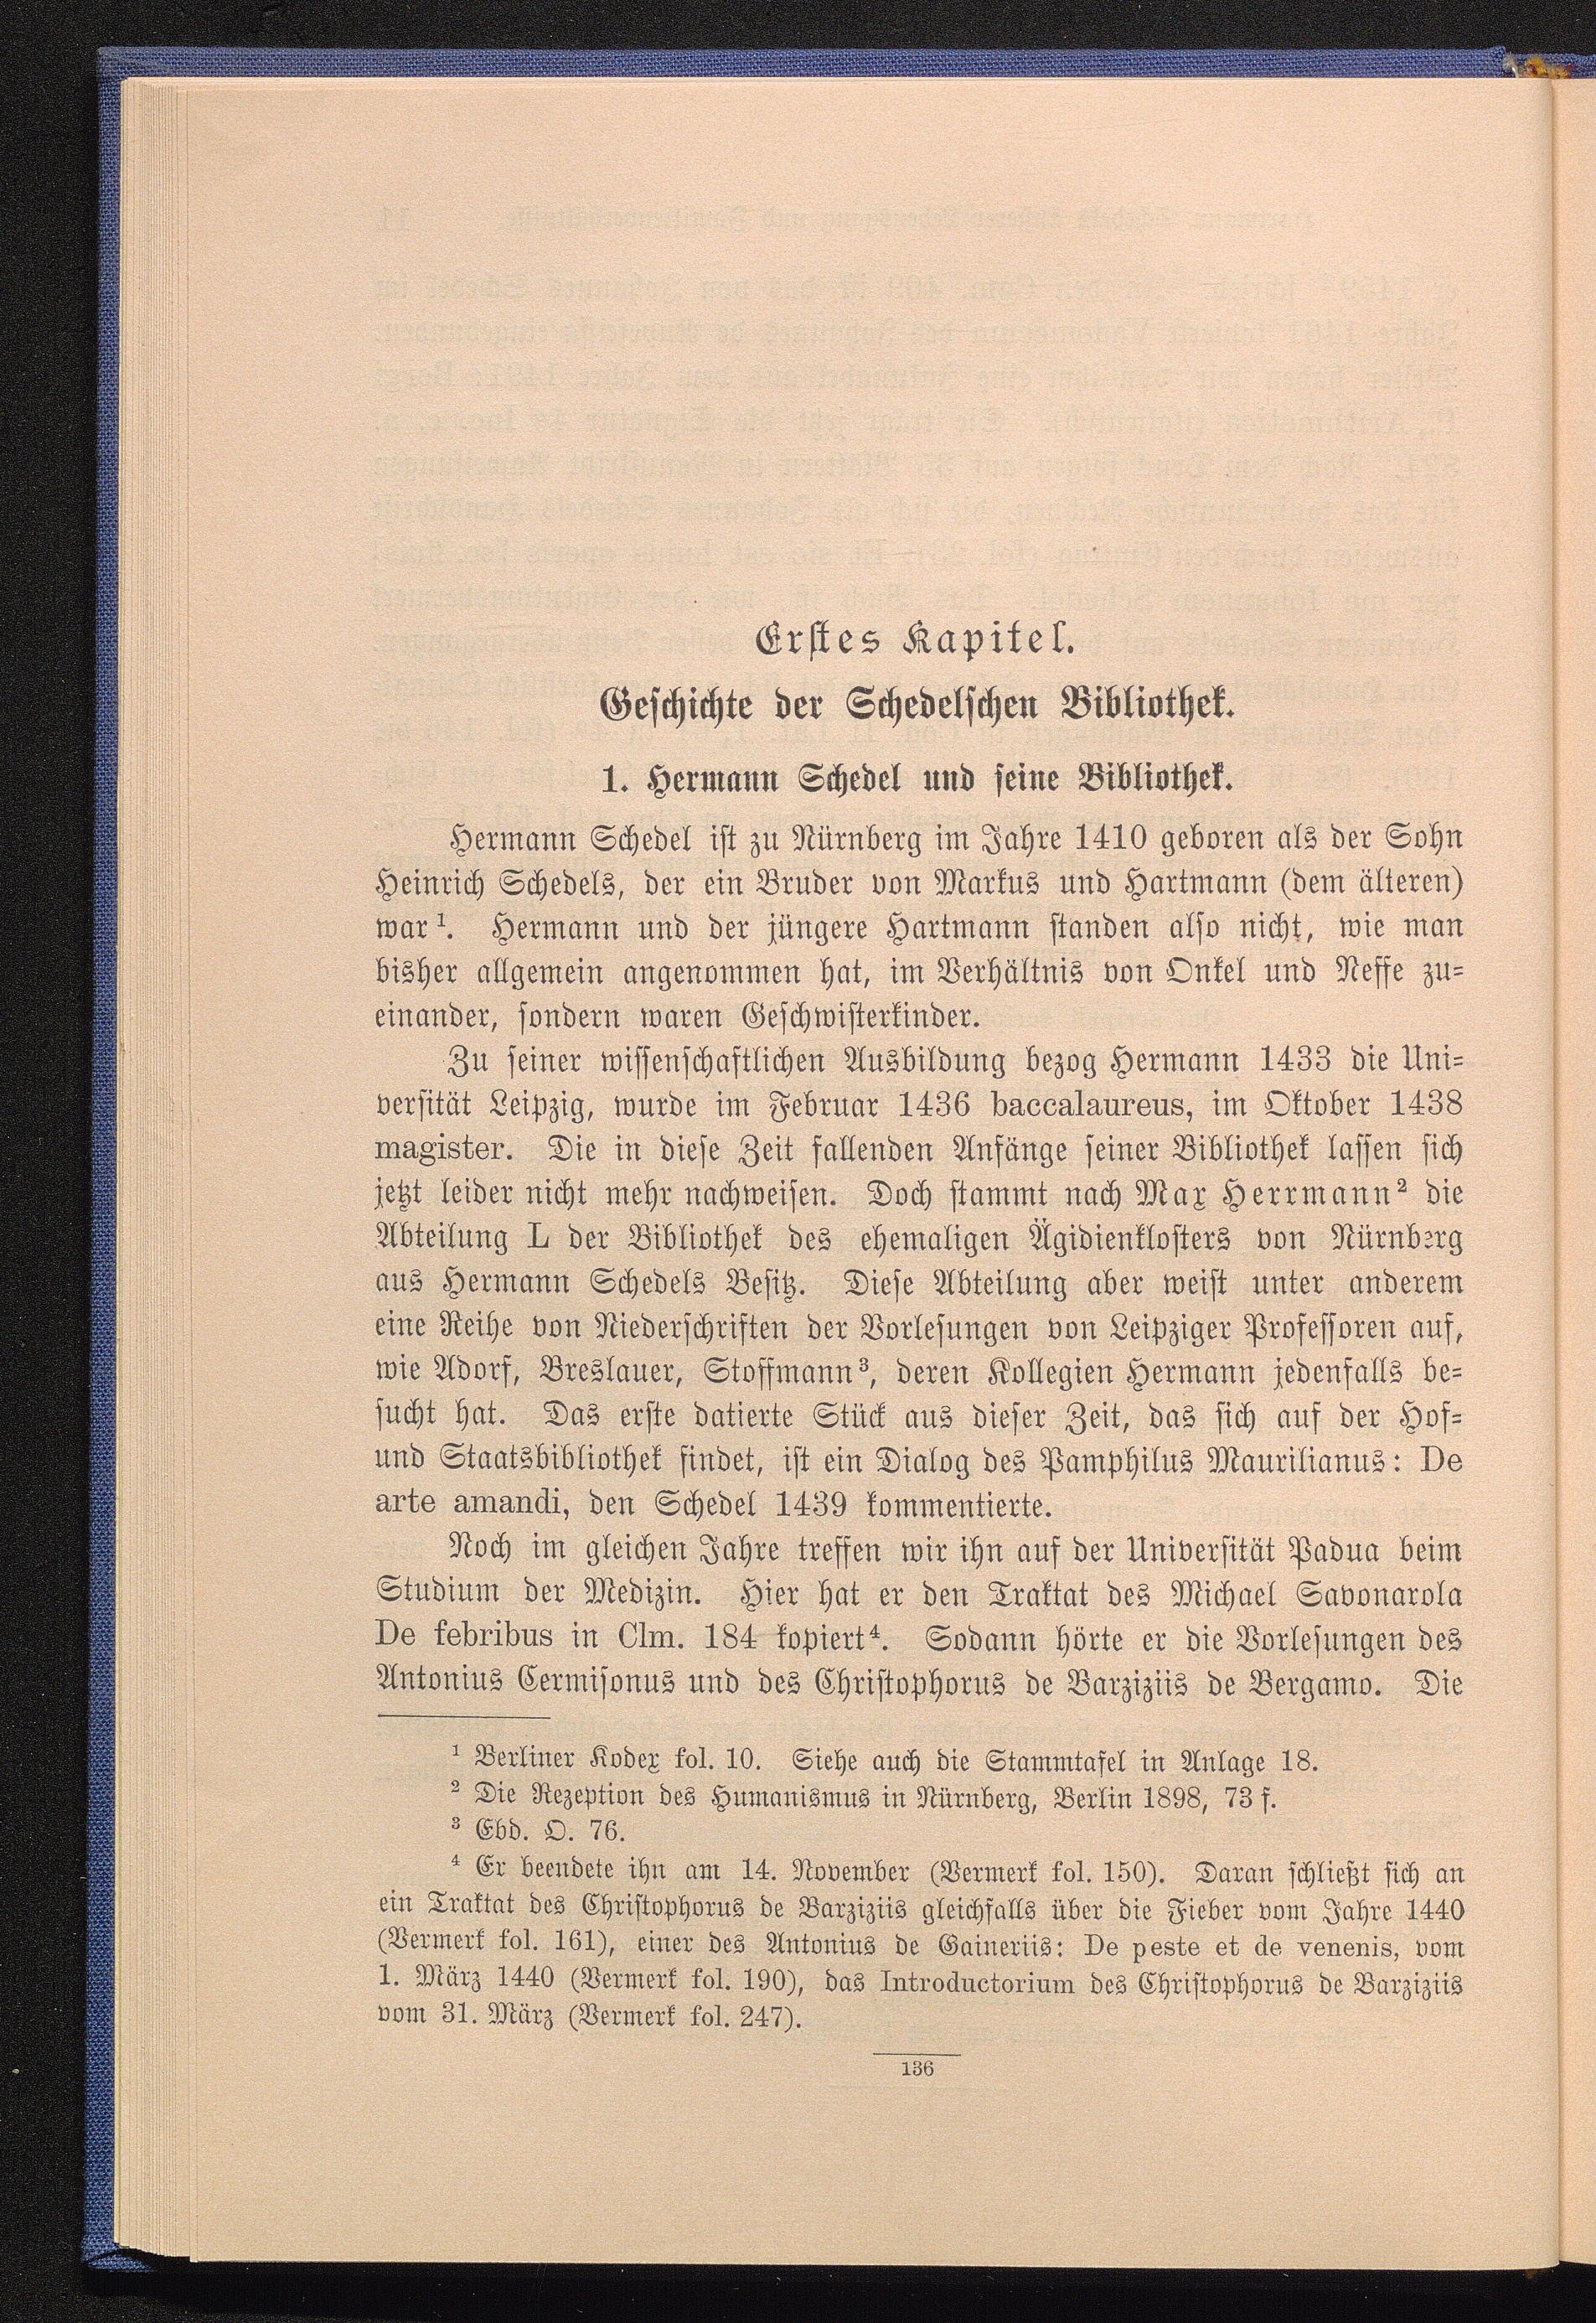 Erstes Kapitel.
Geschichte der Schedelschen Bibliothek.
1. Hermann Schedel und seine Bibliothek.
Hermann Schedel ist zu Nürnberg im Jahre 1410 geboren als der Sohn
Heinrich Schedels, der ein Bruder von Markus und Hartmann (dem älteren)
war¹. Hermann und der jüngere Hartmann standen also nicht, wie man
bisher allgemein angenommen hat, im Verhältnis von Onkel und Neffe zu-
einander, sondern waren Geschwisterkinder.
Zu seiner wissenschaftlichen Ausbildung bezog Hermann 1433 die Uni-
versität Leipzig, wurde im Februar 1436 baccalaureus, im Oktober 1438
magister. Die in diese Zeit fallenden Anfänge seiner Bibliothek lassen sich
jetzt leider nicht mehr nachweisen. Doch stammt nach Max Herrmann² die
Abteilung L der Bibliothek des ehemaligen Ägidienklosters von Nürnberg
aus Hermann Schedels Besitz. Diese Abteilung aber weist unter anderem
eine Reihe von Niederschriften der Vorlesungen von Leipziger Professoren auf,
wie Adorf, Breslauer, Stoffmann³, deren Kollegien Hermann jedenfalls be-
sucht hat. Das erste datierte Stück aus dieser Zeit, das sich auf der Hof-
und Staatsbibliothek findet, ist ein Dialog des Pamphilus Maurilianus: De
arte amandi, den Schedel 1439 kommentierte.
Noch im gleichen Jahre treffen wir ihn auf der Universität Padua beim
Studium der Medizin. Hier hat er den Traktat des Michael Savonarola
De febribus in Clm. 184 kopiert⁴. Sodann hörte er die Vorlesungen des
Antonius Cermisonus und des Christophorus de Barziziis de Bergamo. Die
¹ Berliner Kodex fol. 10. Siehe auch die Stammtafel in Anlage 18.
² Die Rezeption des Humanismus in Nürnberg, Berlin 1898, 73 f.
³ Ebd. O. 76.
⁴ Er beendete ihn am 14. November (Vermerk fol. 150). Daran schließt sich an
ein Traktat des Christophorus de Barziziis gleichfalls über die Fieber vom Jahre 1440
(Vermerk fol. 161), einer des Antonius de Gaineriis: De peste et de venenis, vom
1. März 1440 (Vermerk fol. 190), das Introductorium des Christophorus de Barziziis
vom 31. März (Vermerk fol. 247).
136